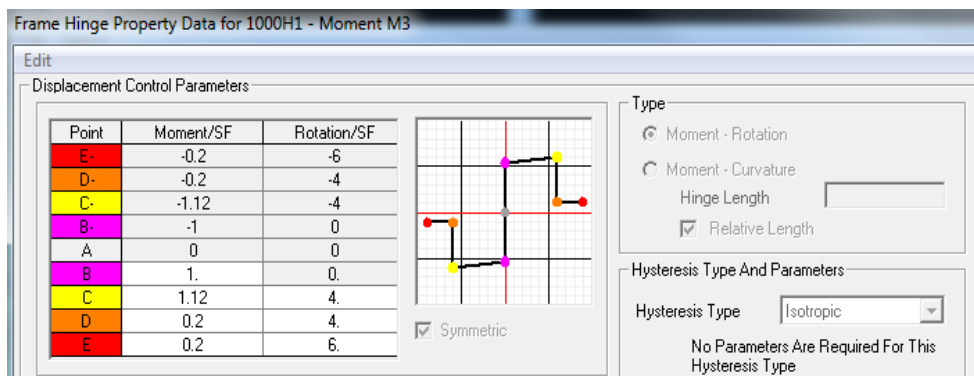 Frame Hinge Property Data for 1000H1 - Moment M3
Edit
Displacement Control Parameters
Point Moment/SF Rotation/SF
E- -0.2 -6
D- -0.2 -4
C- -1.12 -4
B- -1 0
A 0 0
B 1. 0.
C 1.12 4.
D 0.2 4.
E 0.2 6.
Symmetric
Type
Moment - Rotation
Moment - Curvature
Hinge Length
Relative Length
Hysteresis Type And Parameters
Hysteresis Type Isotropic
No Parameters Are Required For This
Hysteresis Type